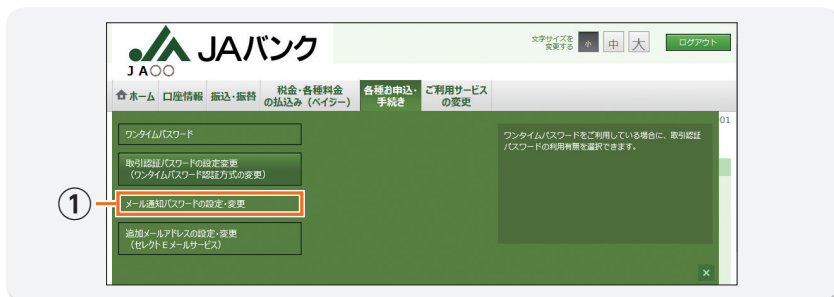 JAバンク
JA○○
文字サイズを
変更する
小 中 大
ログアウト
ホーム 口座情報 振込・振替 税金・各種料金
の払込み（ペイジー） 各種お申込・
手続き ご利用サービス
の変更
01
ワンタイムパスワード
取引認証パスワードの設定変更
（ワンタイムパスワード認証方式の変更）
メール通知パスワードの設定・変更
追加メールアドレスの設定・変更
（セレクトEメールサービス）
ワンタイムパスワードをご利用している場合に、取引認証
パスワードの利用有無を選択できます。
①
×